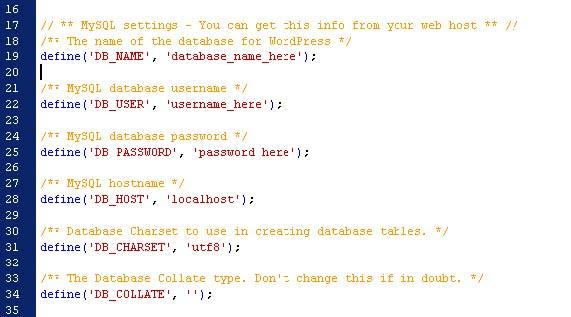 16
17 // ** MySQL settings - You can get this info from your web host ** //
18 /** The name of the database for WordPress */
19 define('DB_NAME', 'database_name_here');
20
21 /** MySQL database username */
22 define('DB_USER', 'username_here');
23
24 /** MySQL database password */
25 define('DB_PASSWORD', 'password_here');
26
27 /** MySQL hostname */
28 define('DB_HOST', 'localhost');
29
30 /** Database Charset to use in creating database tables. */
31 define('DB_CHARSET', 'utf8');
32
33 /** The Database Collate type. Don't change this if in doubt. */
34 define('DB_COLLATE', '');
35